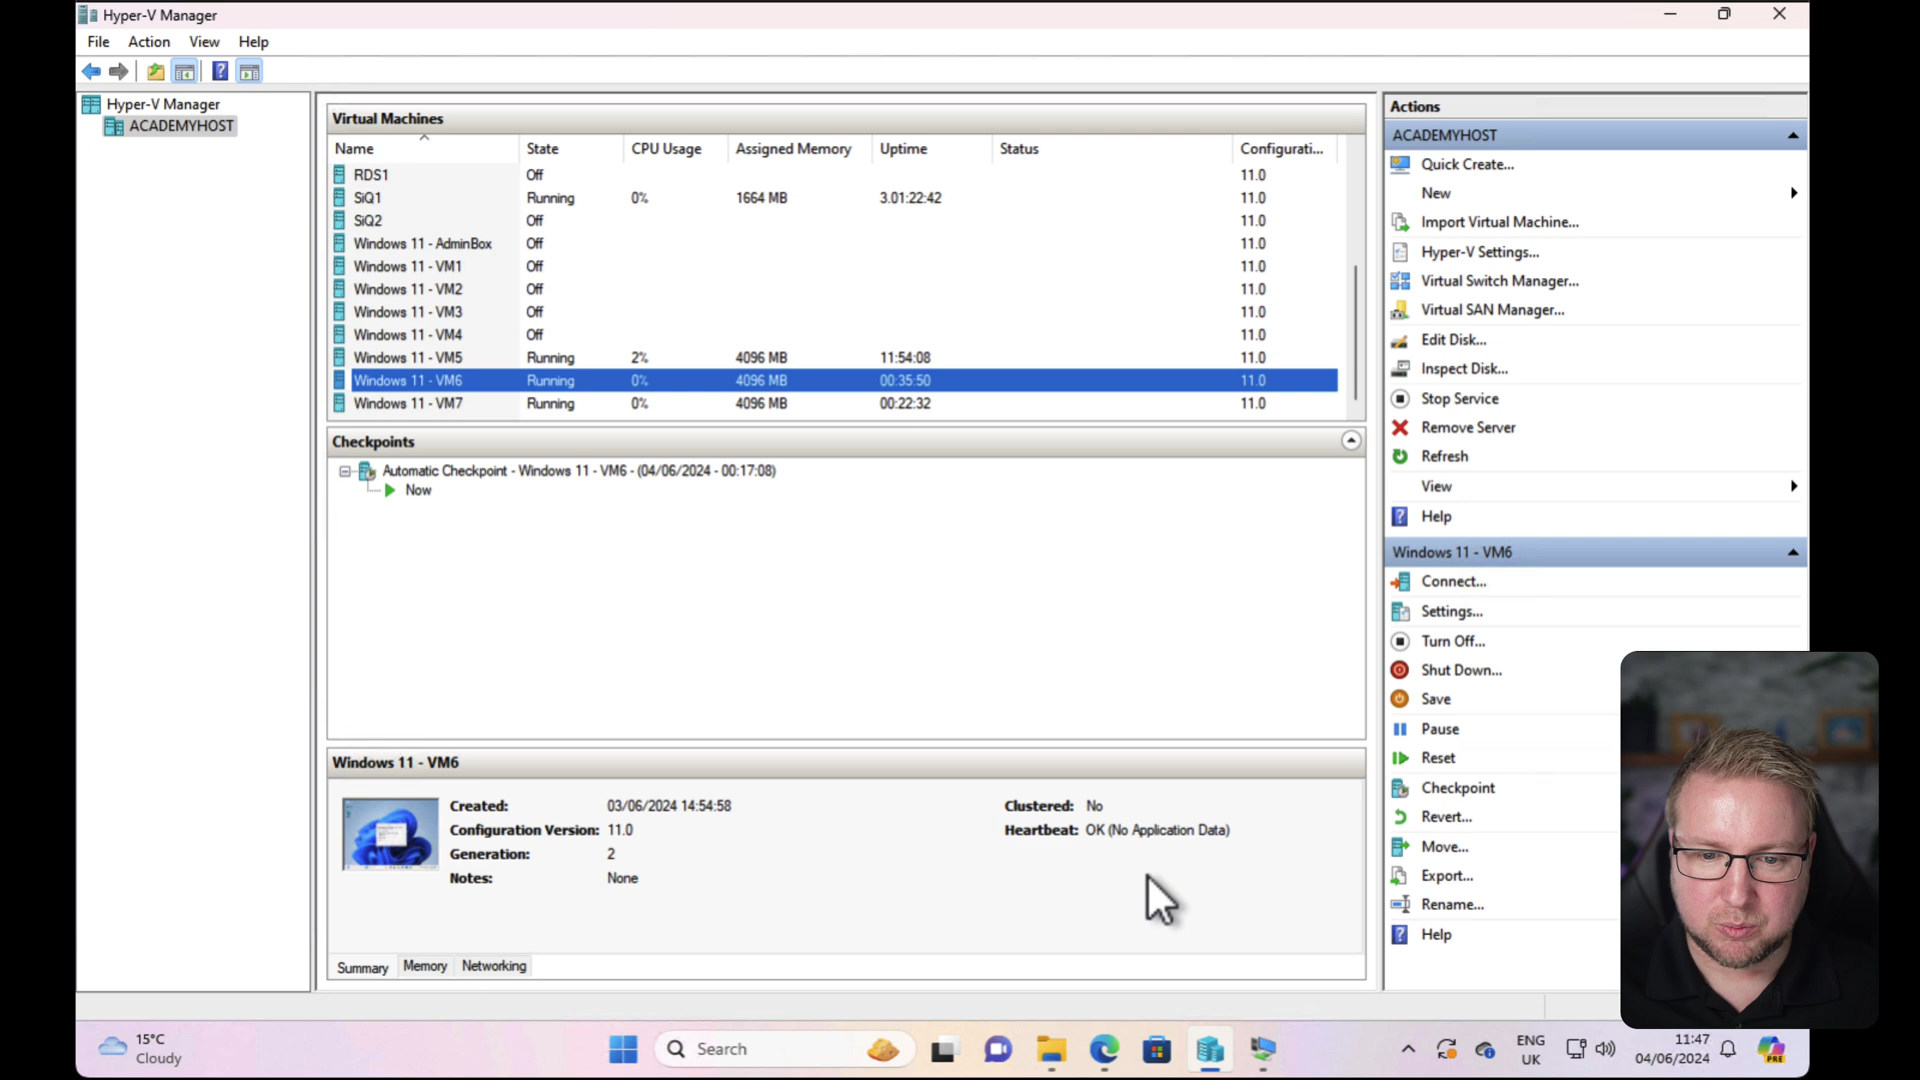 Hyper-V Manager
File Action View Help
Hyper-V Manager
ACADEMYHOST
Virtual Machines
Name State CPU Usage Assigned Memory Uptime Status Configurati...
RDS1 Off 11.0
SiQ1 Running 0% 1664 MB 3.01:22:42 11.0
SiQ2 Off 11.0
Windows 11 - AdminBox Off 11.0
Windows 11 - VM1 Off 11.0
Windows 11 - VM2 Off 11.0
Windows 11 - VM3 Off 11.0
Windows 11 - VM4 Off 11.0
Windows 11 - VM5 Running 2% 4096 MB 11:54:08 11.0
Windows 11 - VM6 Running 0% 4096 MB 00:35:50 11.0
Windows 11 - VM7 Running 0% 4096 MB 00:22:32 11.0
Checkpoints
Automatic Checkpoint - Windows 11 - VM6 - (04/06/2024 - 00:17:08)
Now
Windows 11 - VM6
Created: 03/06/2024 14:54:58 Clustered: No
Configuration Version: 11.0 Heartbeat: OK (No Application Data)
Generation: 2
Notes: None
Summary Memory Networking
Actions
ACADEMYHOST
Quick Create...
New
Import Virtual Machine...
Hyper-V Settings...
Virtual Switch Manager...
Virtual SAN Manager...
Edit Disk...
Inspect Disk...
Stop Service
Remove Server
Refresh
View
Help
Windows 11 - VM6
Connect...
Settings...
Turn Off...
Shut Down...
Save
Pause
Reset
Checkpoint
Revert...
Move...
Export...
Rename...
Help
15°C
Cloudy
Search
ENG
UK
11:47
04/06/2024
PRE